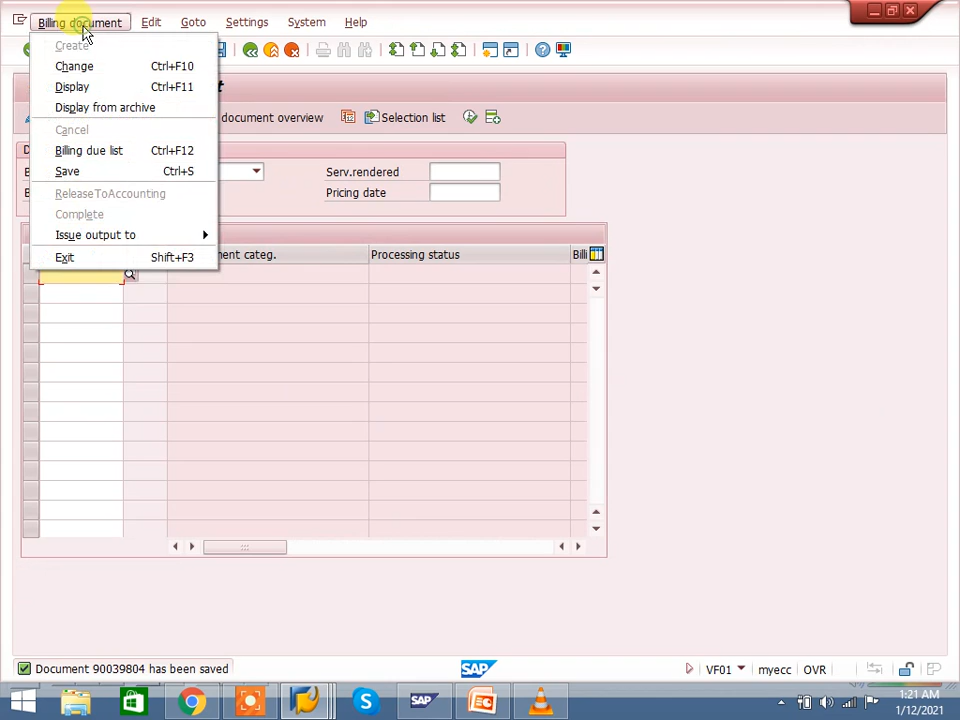 Billing document Edit Goto Settings System Help
Create
Change Ctrl+F10
Display Ctrl+F11
Display from archive
Cancel
Billing due list Ctrl+F12
Save Ctrl+S
ReleaseToAccounting
Complete
Issue output to
Exit Shift+F3
document overview Selection list
Serv.rendered
Pricing date
categ. Processing status Billi
Document 90039804 has been saved
SAP
VF01 myecc OVR
SAP
1:21 AM
1/12/2021